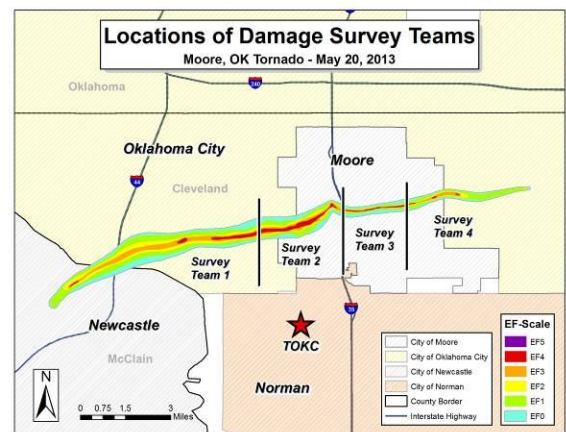 Locations of Damage Survey Teams
Moore, OK Tornado - May 20, 2013
Oklahoma
240
Oklahoma City
Moore
44
Cleveland
Survey
Team 1
Survey
Team 2
Survey
Team 3
Survey
Team 4
Newcastle
TOKC
35
McClain
Norman
N
0 0.75 1.5 3
Miles
City of Moore
City of Oklahoma City
City of Newcastle
City of Norman
County Border
Interstate Highway
EF-Scale
EF5
EF4
EF3
EF2
EF1
EF0